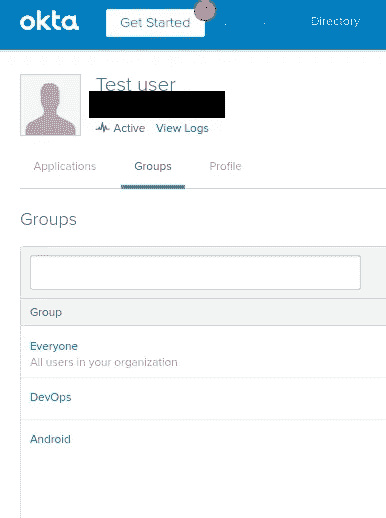 okta Get Started Directory
Test user
Active View Logs
Applications Groups Profile
Groups
Group
Everyone
All users in your organization
DevOps
Android